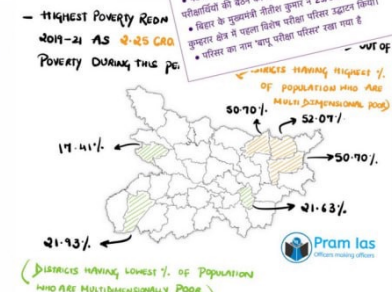 परीक्षार्थियों की बैठने
• बिहार के मुख्यमंत्री नीतीश कुमार ने
कुम्हरार क्षेत्र में पहला विशेष परीक्षा परिसर उद्घाटन किया।
• परिसर का नाम 'बापू परीक्षा परिसर' रखा गया है
- HIGHEST POVERTY REDN
2019-21 AS 2.25 CRO
POVERTY DURING THIS PE
OUT OF
DISTRICTS HAVING HIGHEST %
OF POPULATION WHO ARE
MULTIDIMENSIONAL POOR)
50.70%
52.07%
17.41%
50.70%
21.63%
21.93%
Pram Ias
Officers making officers
(DISTRICTS HAVING LOWEST % OF POPULATION
WHO ARE MULTIDIMENSIONALLY POOR)